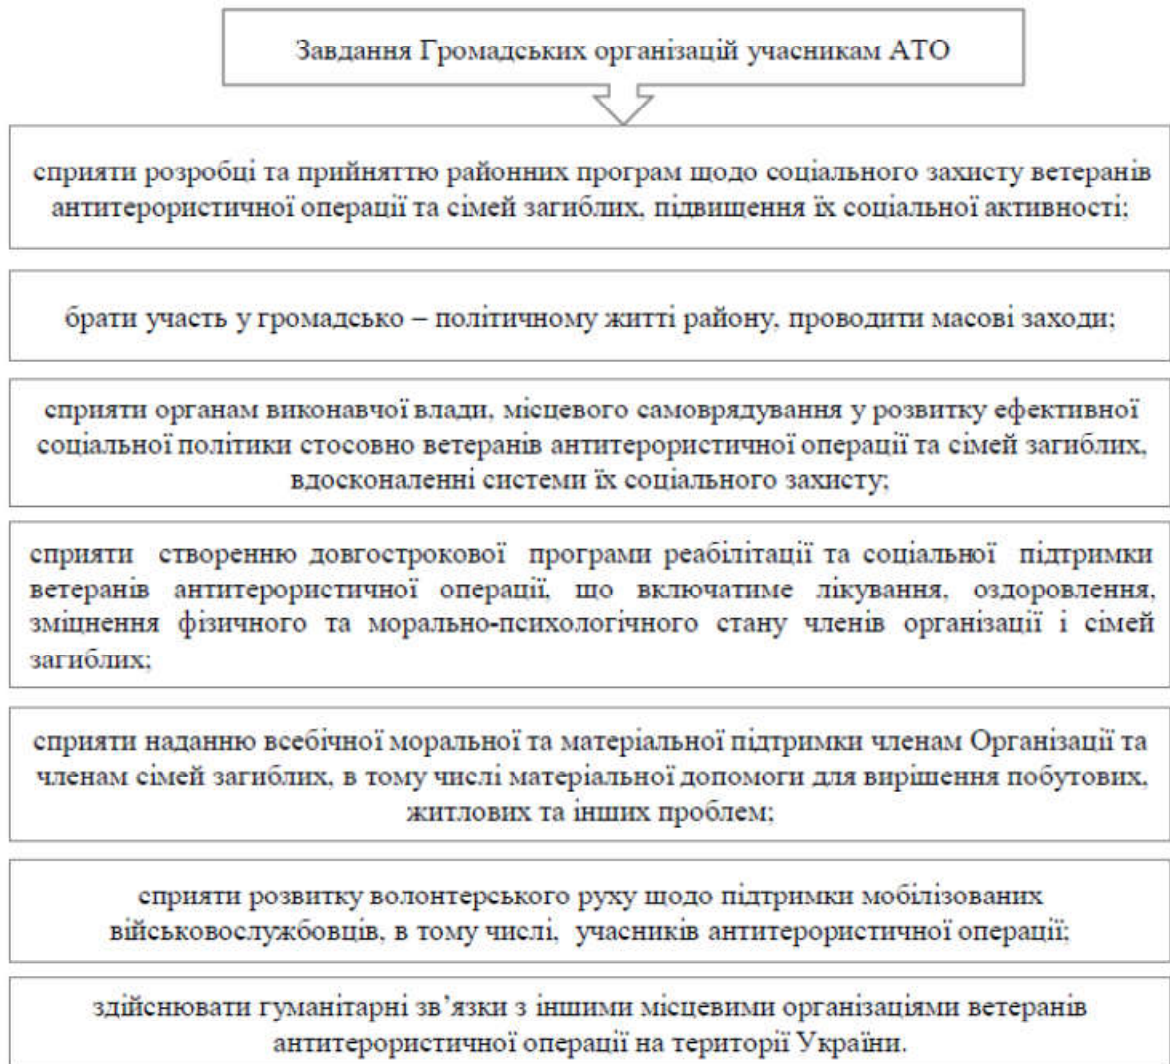 Завдання Громадських організацій учасникам АТО
сприяти розробці та прийняттю районних програм щодо соціального захисту ветеранів
антитерористичної операції та сімей загиблих, підвищення їх соціальної активності;
брати участь у громадсько – політичному житті району, проводити масові заходи;
сприяти органам виконавчої влади, місцевого самоврядування у розвитку ефективної
соціальної політики стосовно ветеранів антитерористичної операції та сімей загиблих,
вдосконаленні системи їх соціального захисту;
сприяти створенню довгострокової програми реабілітації та соціальної підтримки
ветеранів антитерористичної операції, що включатиме лікування, оздоровлення,
зміцнення фізичного та морально-психологічного стану членів організації і сімей
загиблих;
сприяти наданню всебічної моральної та матеріальної підтримки членам Організації та
членам сімей загиблих, в тому числі матеріальної допомоги для вирішення побутових,
житлових та інших проблем;
сприяти розвитку волонтерського руху щодо підтримки мобілізованих
військовослужбовців, в тому числі, учасників антитерористичної операції;
здійснювати гуманітарні зв’язки з іншими місцевими організаціями ветеранів
антитерористичної операції на території України.